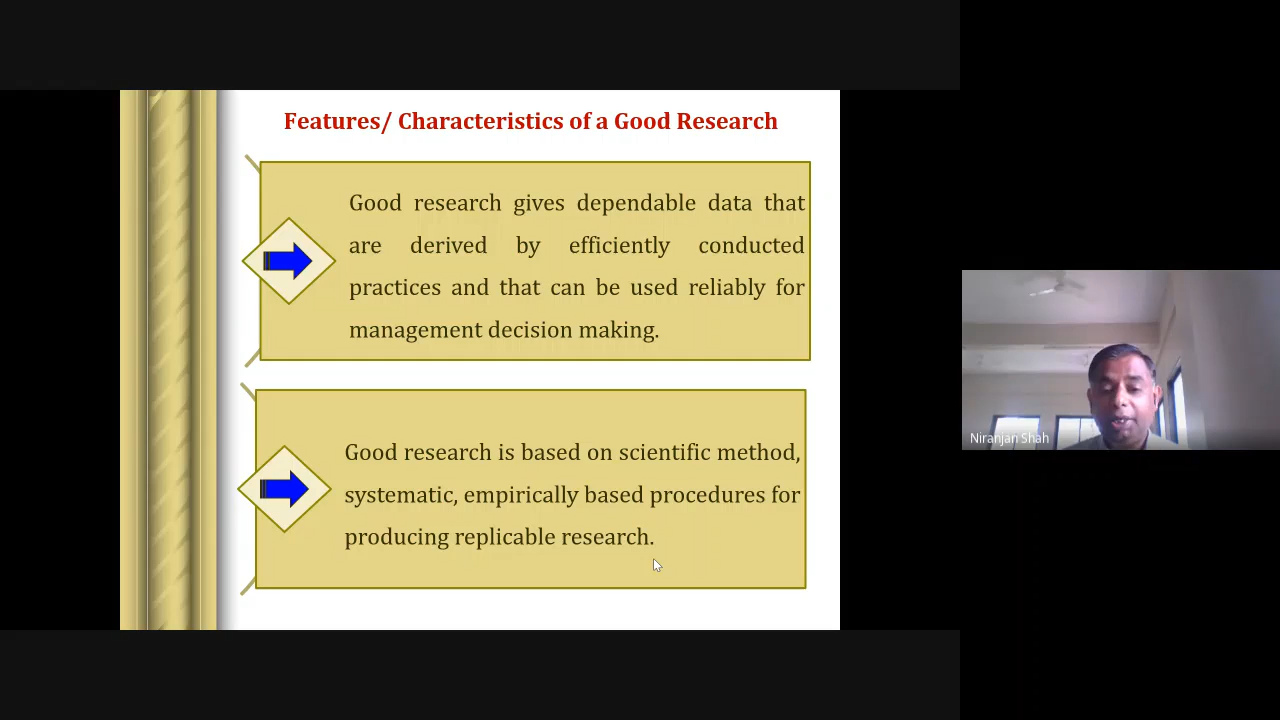 Features/ Characteristics of a Good Research
Good research gives dependable data that
are derived by efficiently conducted
practices and that can be used reliably for
management decision making.
Good research is based on scientific method,
systematic, empirically based procedures for
producing replicable research.
Niranjan Shah